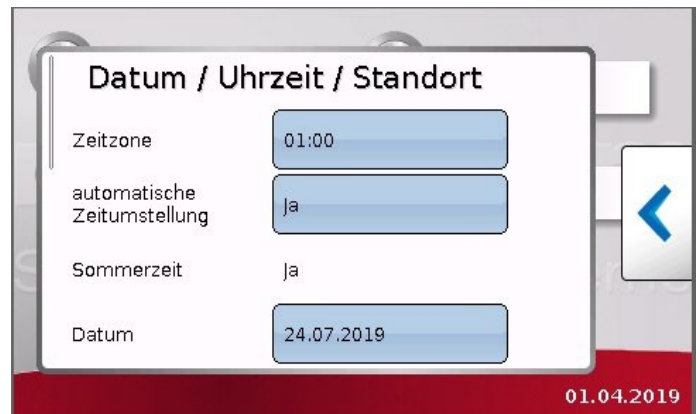 Datum / Uhrzeit / Standort
Zeitzone
01:00
automatische
Zeitumstellung
Ja
Sommerzeit
Ja
Datum
24.07.2019
01.04.2019